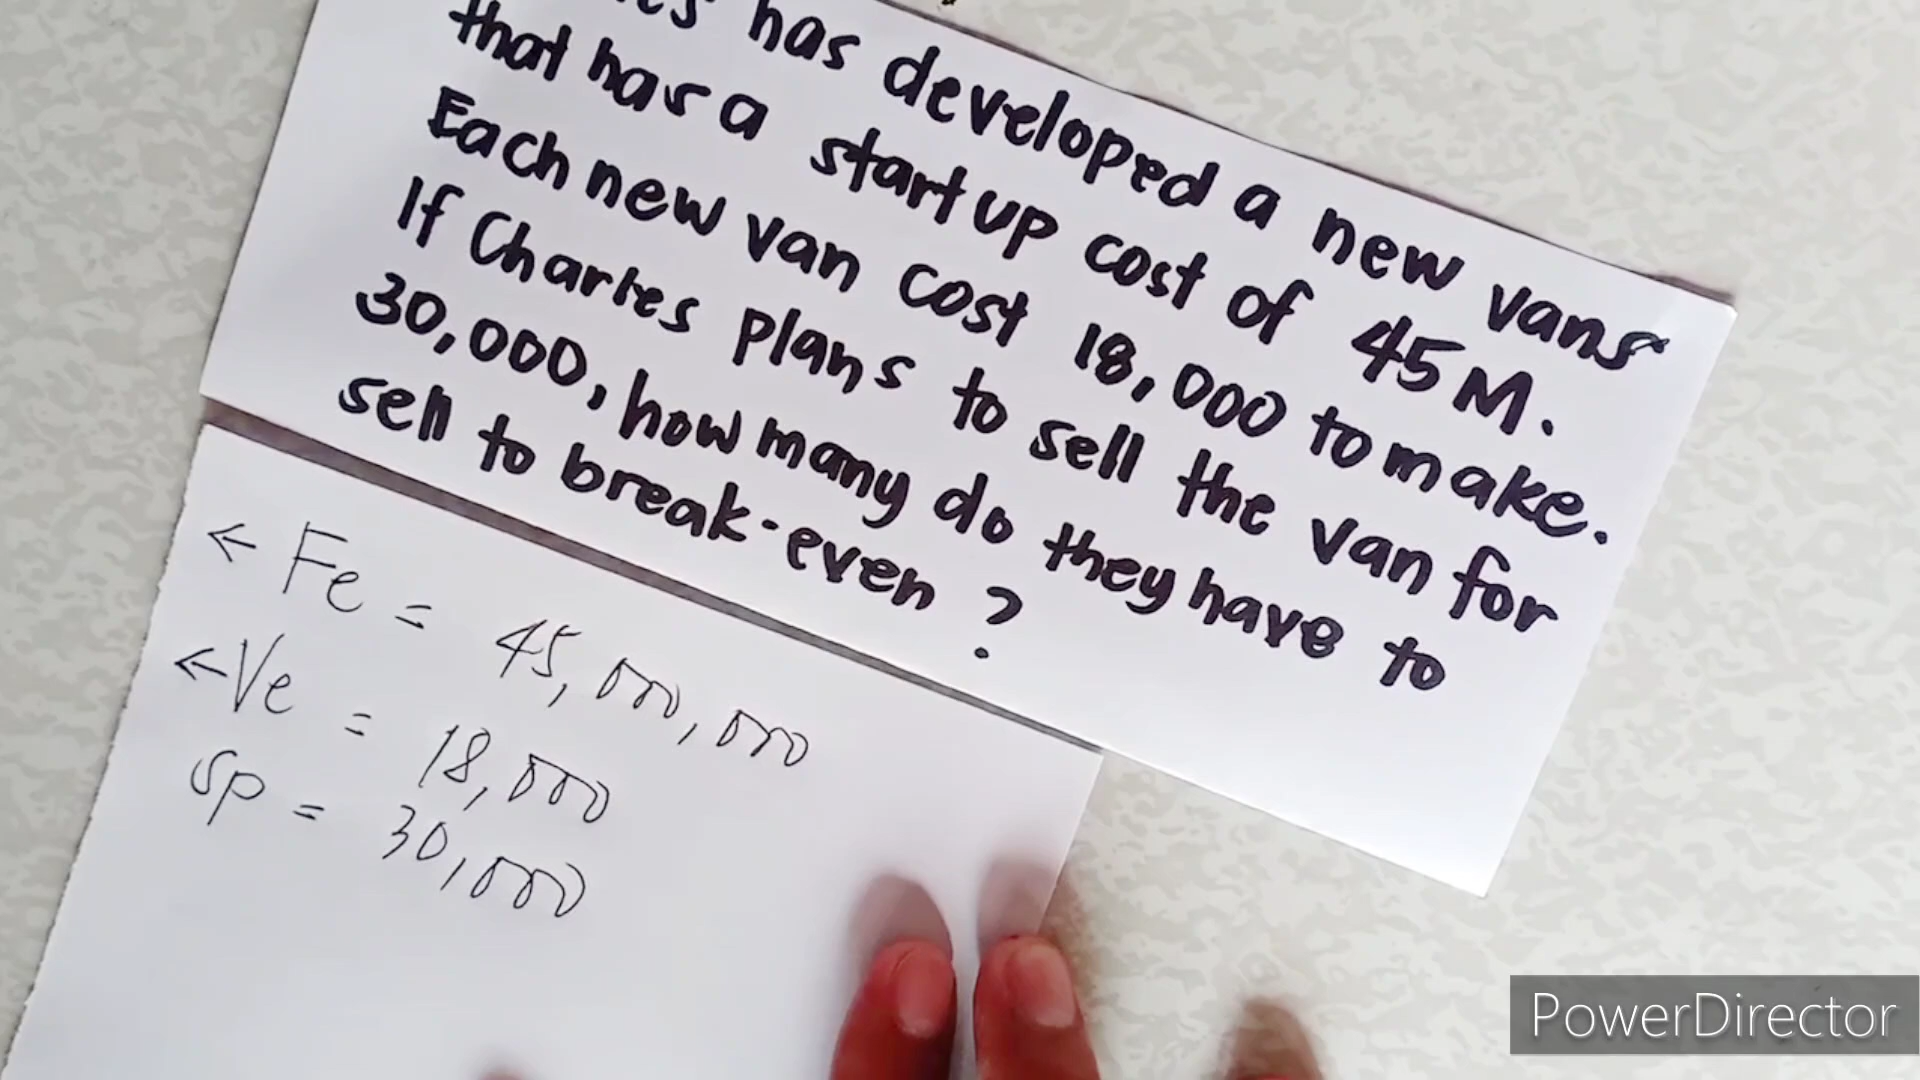 has developed a new vans
that has a start up cost of 45M.
Each new van cost 18,000 to make.
If Charles plans to sell the van for
30,000, how many do they have to
sell to break-even?
← Fe = 45,000,000
← Ve = 18,000
SP = 30,000
PowerDirector